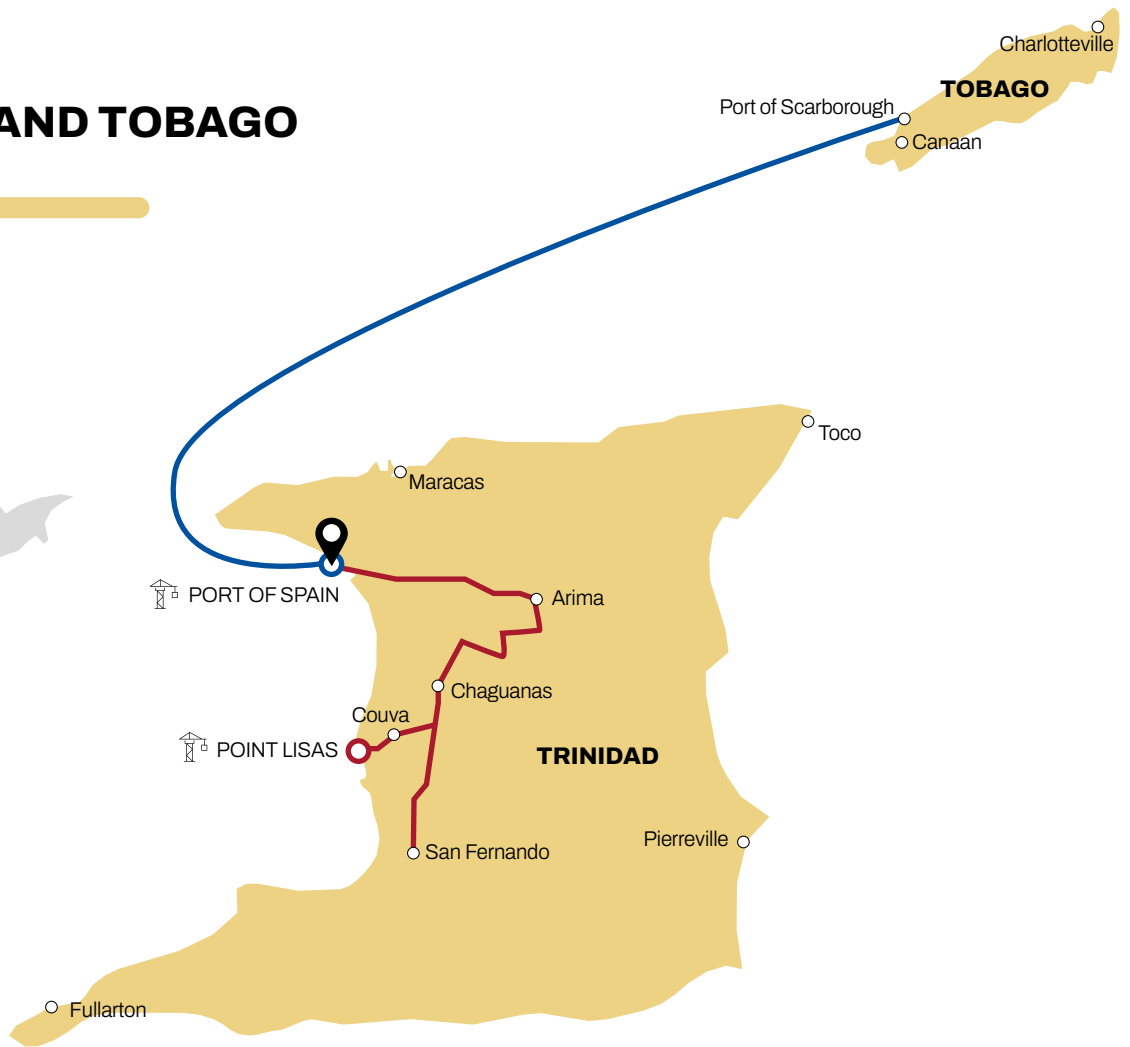 Charlotteville
TOBAGO
Port of Scarborough
AND TOBAGO
Canaan
Toco
Maracas
PORT OF SPAIN
Arima
Chaguanas
Couva
POINT LISAS
TRINIDAD
Pierreville
San Fernando
Fullarton